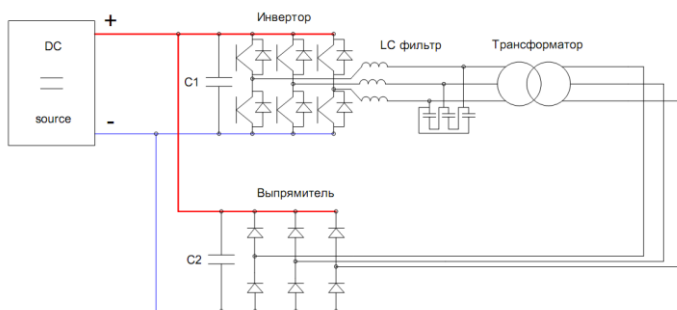 Инвертор
+
LC фильтр
Трансформатор
DC
C1
source
-
Выпрямитель
C2